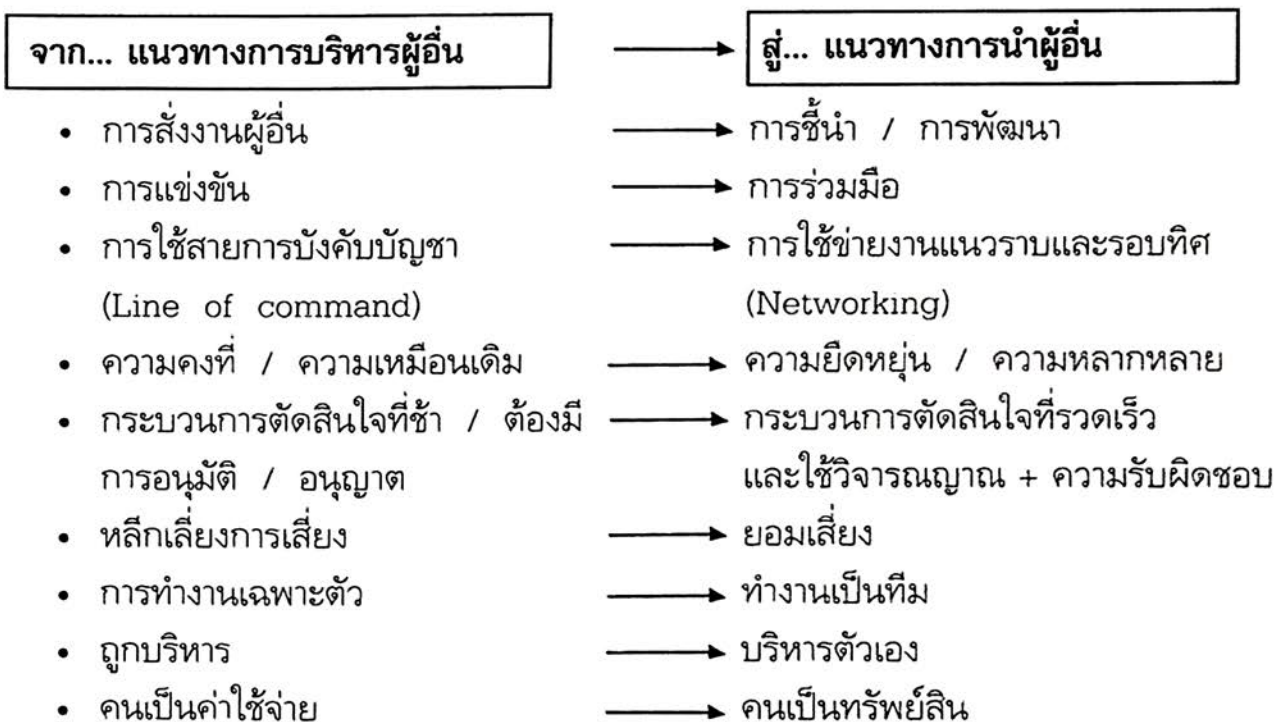 จาก... แนวทางการบริหารผู้อื่น → สู่... แนวทางการนำผู้อื่น
• การสั่งงานผู้อื่น → การชี้นำ / การพัฒนา
• การแข่งขัน → การร่วมมือ
• การใช้สายการบังคับบัญชา → การใช้ข่ายงานแนวราบและรอบทิศ
(Line of command) (Networking)
• ความคงที่ / ความเหมือนเดิม → ความยืดหยุ่น / ความหลากหลาย
• กระบวนการตัดสินใจที่ช้า / ต้องมี → กระบวนการตัดสินใจที่รวดเร็ว
การอนุมัติ / อนุญาต และใช้วิจารณญาณ + ความรับผิดชอบ
• หลีกเลี่ยงการเสี่ยง → ยอมเสี่ยง
• การทำงานเฉพาะตัว → ทำงานเป็นทีม
• ถูกบริหาร → บริหารตัวเอง
• คนเป็นค่าใช้จ่าย → คนเป็นทรัพย์สิน